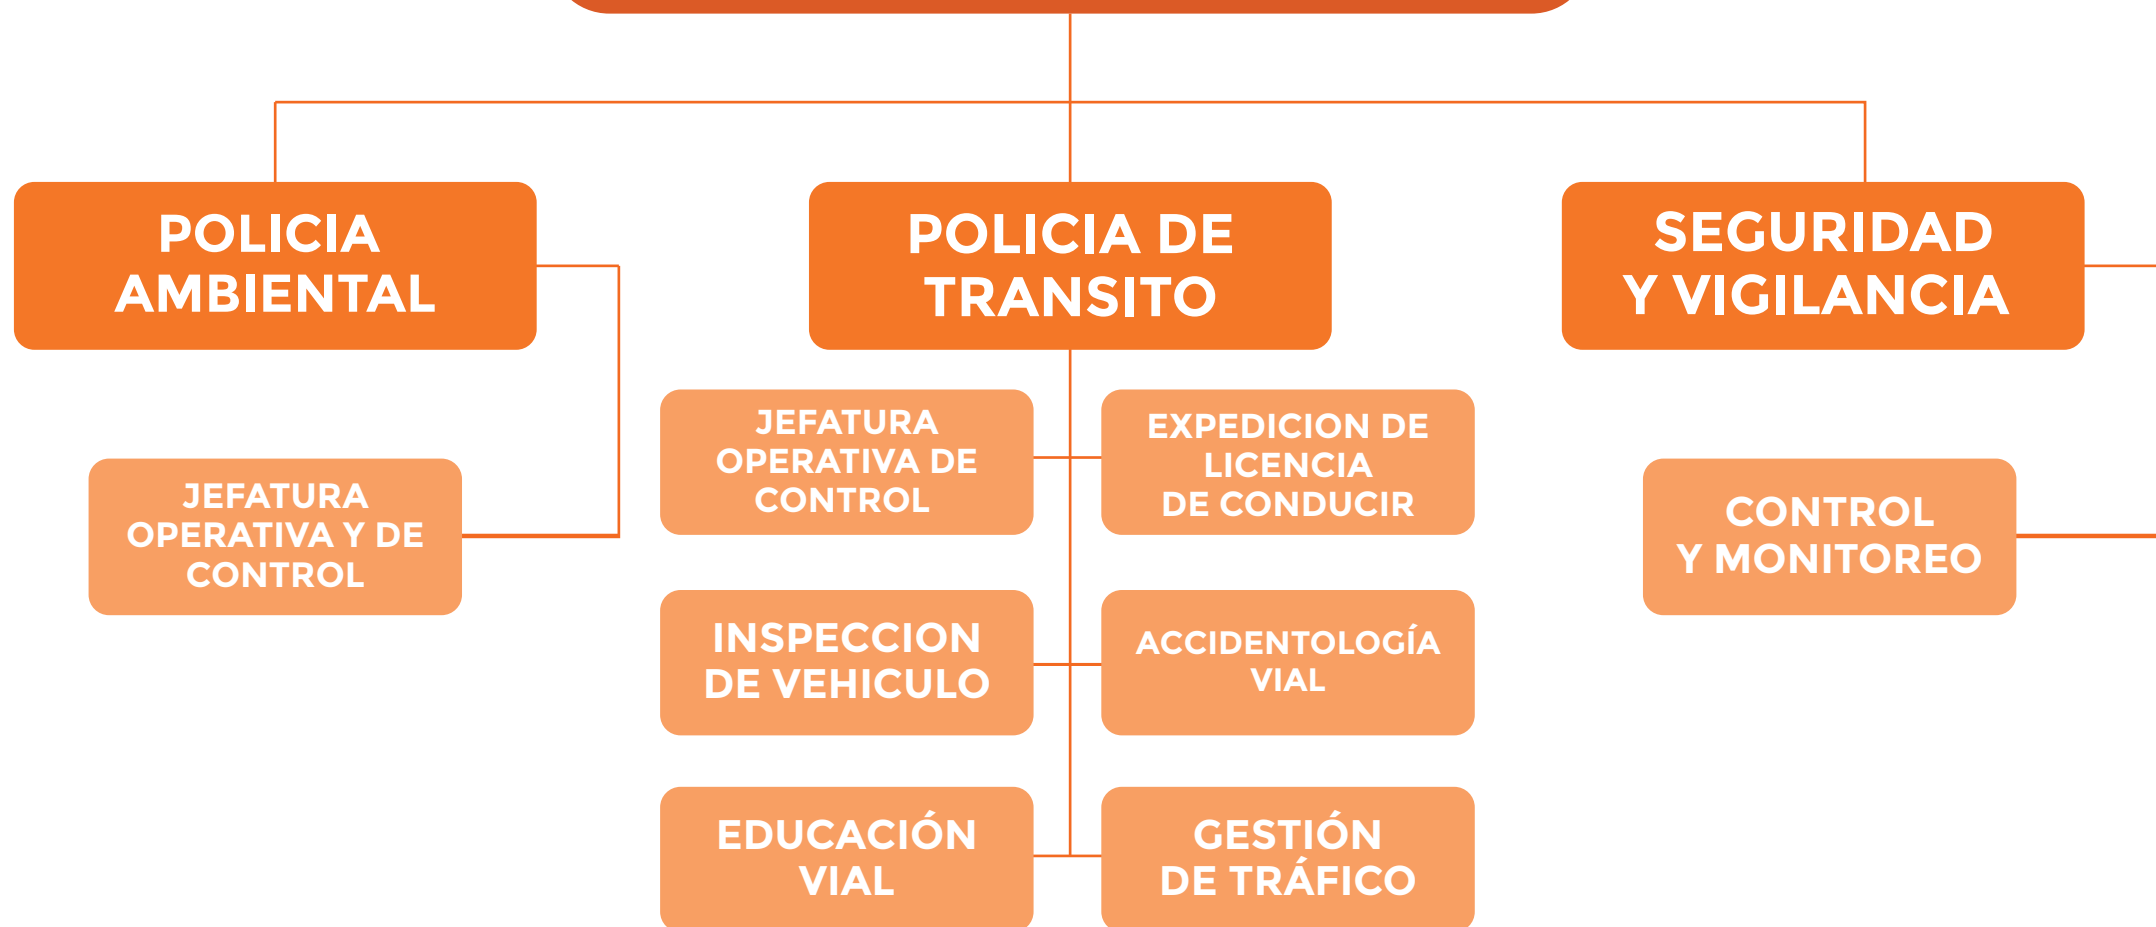 POLICIA
AMBIENTAL
POLICIA DE
TRANSITO
SEGURIDAD
Y VIGILANCIA
JEFATURA
OPERATIVA Y DE
CONTROL
JEFATURA
OPERATIVA DE
CONTROL
EXPEDICION DE
LICENCIA
DE CONDUCIR
CONTROL
Y MONITOREO
INSPECCION
DE VEHICULO
ACCIDENTOLOGÍA
VIAL
EDUCACIÓN
VIAL
GESTIÓN
DE TRÁFICO